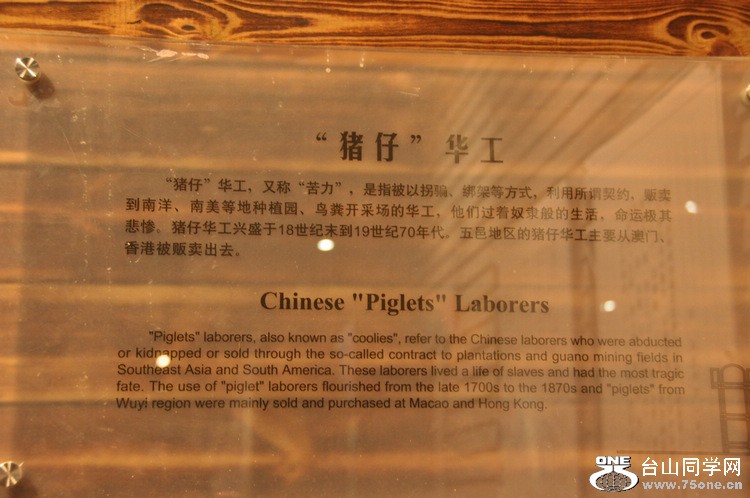 “猪仔” 华工
“猪仔”华工，又称“苦力”，是指被以拐骗、绑架等方式，利用所谓契约，贩卖
到南洋、南美等地种植园、鸟粪开采场的华工，他们过着奴隶般的生活，命运极其
悲惨。猪仔华工兴盛于18世纪末到19世纪70年代。五邑地区的猪仔华工主要从澳门、
香港被贩卖出去。
Chinese "Piglets" Laborers
"Piglets" laborers, also known as "coolies", refer to the Chinese laborers who were abducted
or kidnapped or sold through the so-called contract to plantations and guano mining fields in
Southeast Asia and South America. These laborers lived a life of slaves and had the most tragic
fate. The use of "piglet" laborers flourished from the late 1700s to the 1870s and "piglets" from
Wuyi region were mainly sold and purchased at Macao and Hong Kong.
ONE 台山同学网
www.75one.cn